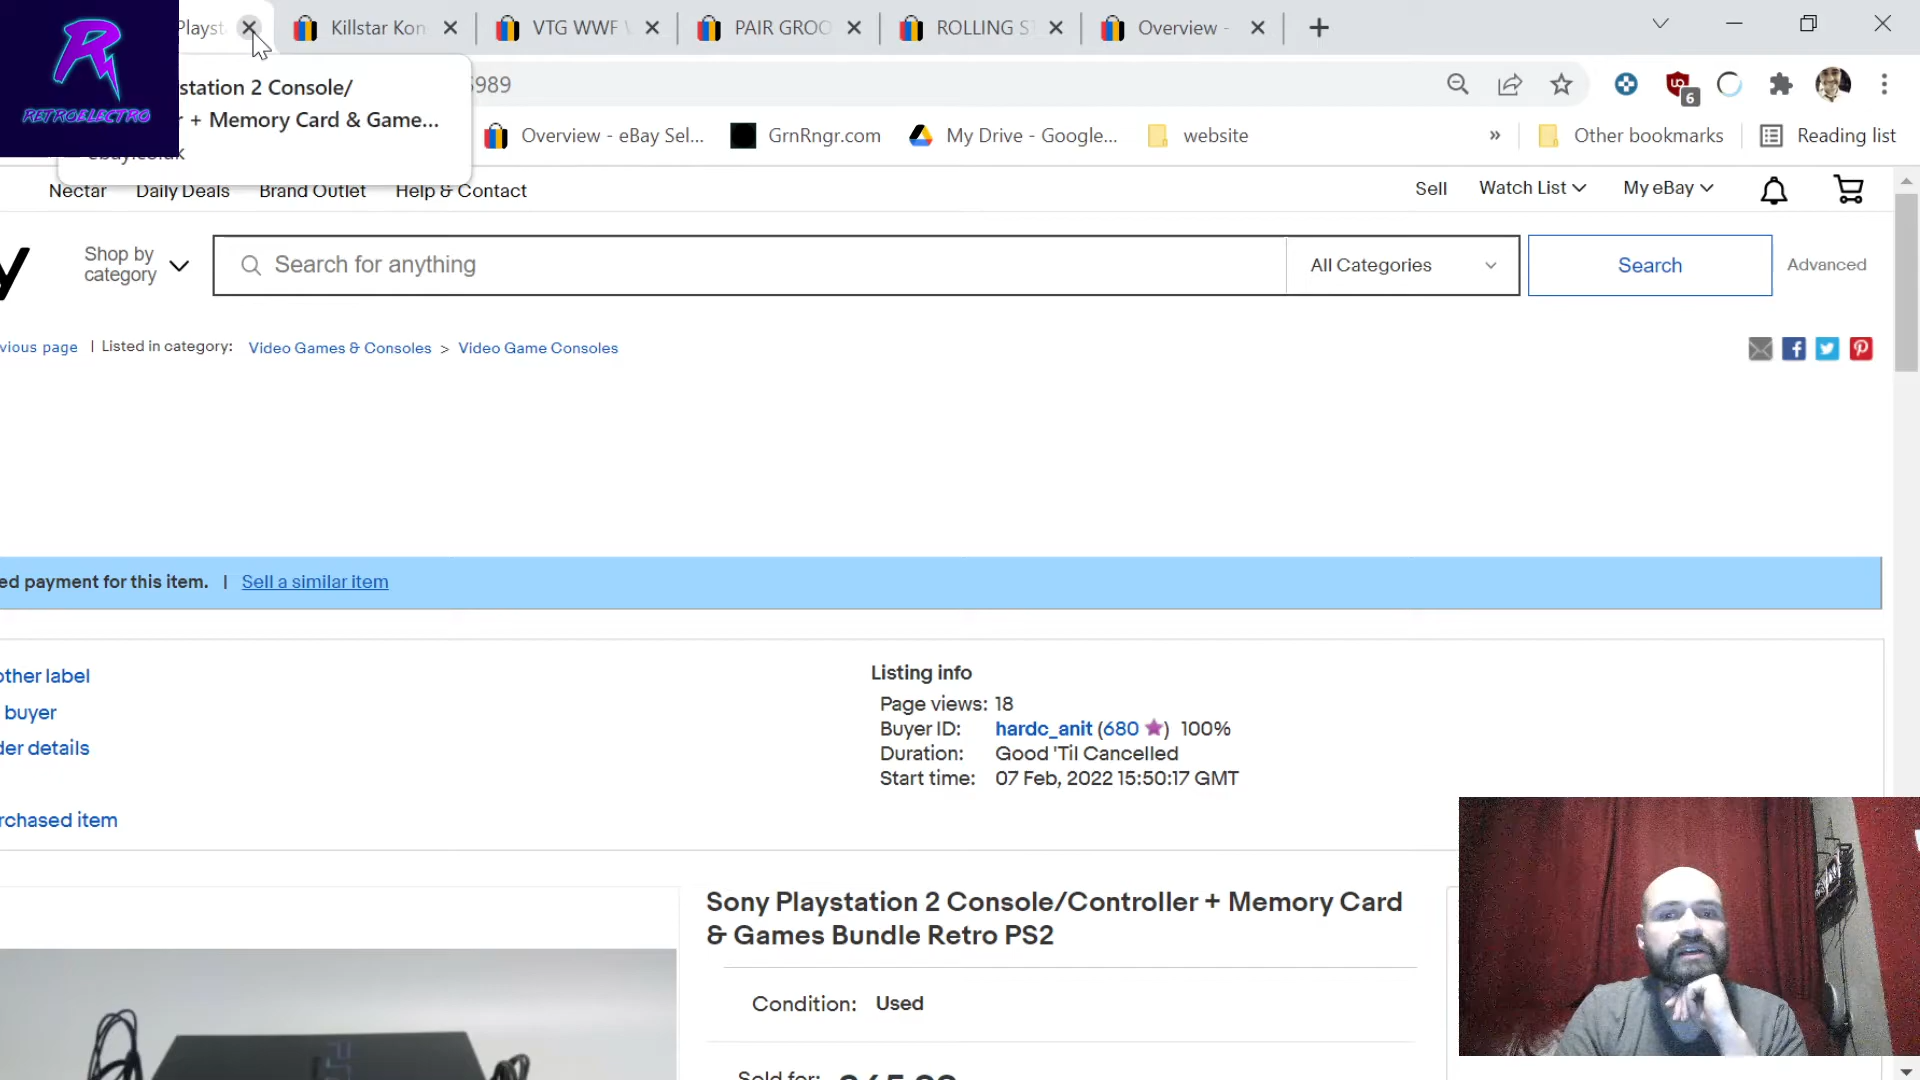 Playst
Killstar Kon
VTG WWF
PAIR GROO
ROLLING S
Overview -
RETROELECTRO
station 2 Console/
r + Memory Card & Game...
5989
6
Overview - eBay Sel...
GrnRngr.com
My Drive - Google...
website
»
Other bookmarks
Reading list
Nectar
Daily Deals
Brand Outlet
Help & Contact
Sell
Watch List
My eBay
y
Shop by
category
Search for anything
All Categories
Search
Advanced
vious page | Listed in category: Video Games & Consoles > Video Game Consoles
ed payment for this item. | Sell a similar item
other label
buyer
der details
rchased item
Listing info
Page views: 18
Buyer ID: hardc_anit (680 ) 100%
Duration: Good 'Til Cancelled
Start time: 07 Feb, 2022 15:50:17 GMT
Sony Playstation 2 Console/Controller + Memory Card
& Games Bundle Retro PS2
Condition: Used
Sold for: